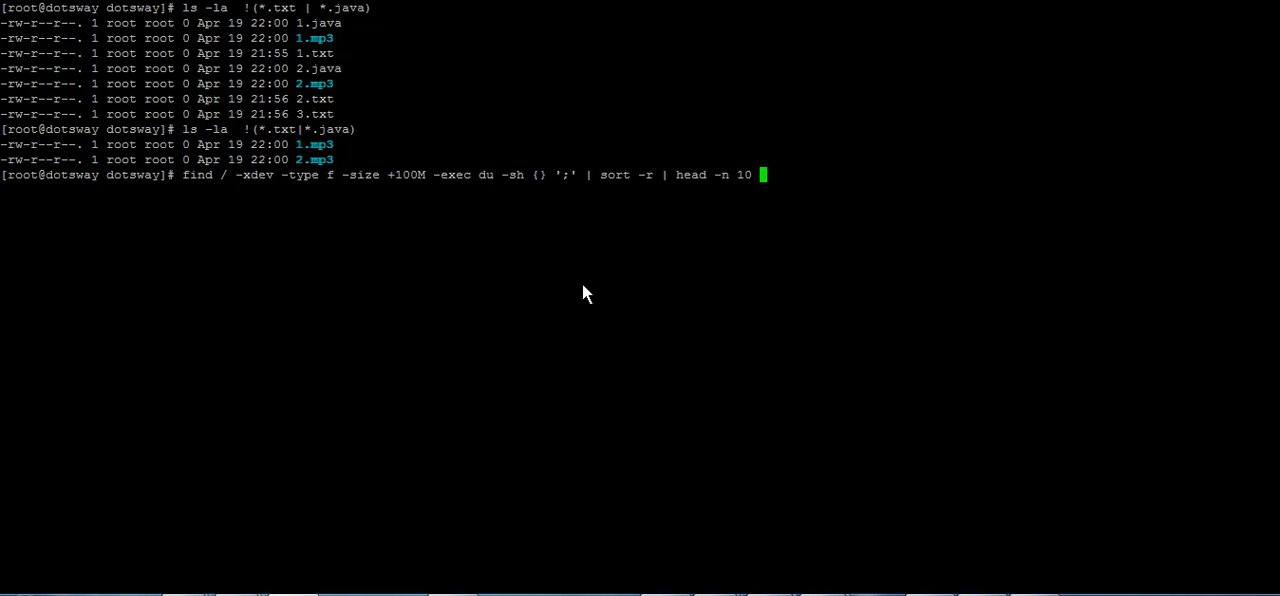 [root@dotsway dotsway]# ls -la  !(*.txt | *.java)
-rw-r--r--. 1 root root 0 Apr 19 22:00 1.java
-rw-r--r--. 1 root root 0 Apr 19 22:00 1.mp3
-rw-r--r--. 1 root root 0 Apr 19 21:55 1.txt
-rw-r--r--. 1 root root 0 Apr 19 22:00 2.java
-rw-r--r--. 1 root root 0 Apr 19 22:00 2.mp3
-rw-r--r--. 1 root root 0 Apr 19 21:56 2.txt
-rw-r--r--. 1 root root 0 Apr 19 21:56 3.txt
[root@dotsway dotsway]# ls -la  !(*.txt|*.java)
-rw-r--r--. 1 root root 0 Apr 19 22:00 1.mp3
-rw-r--r--. 1 root root 0 Apr 19 22:00 2.mp3
[root@dotsway dotsway]# find / -xdev -type f -size +100M -exec du -sh {} ';' | sort -r | head -n 10